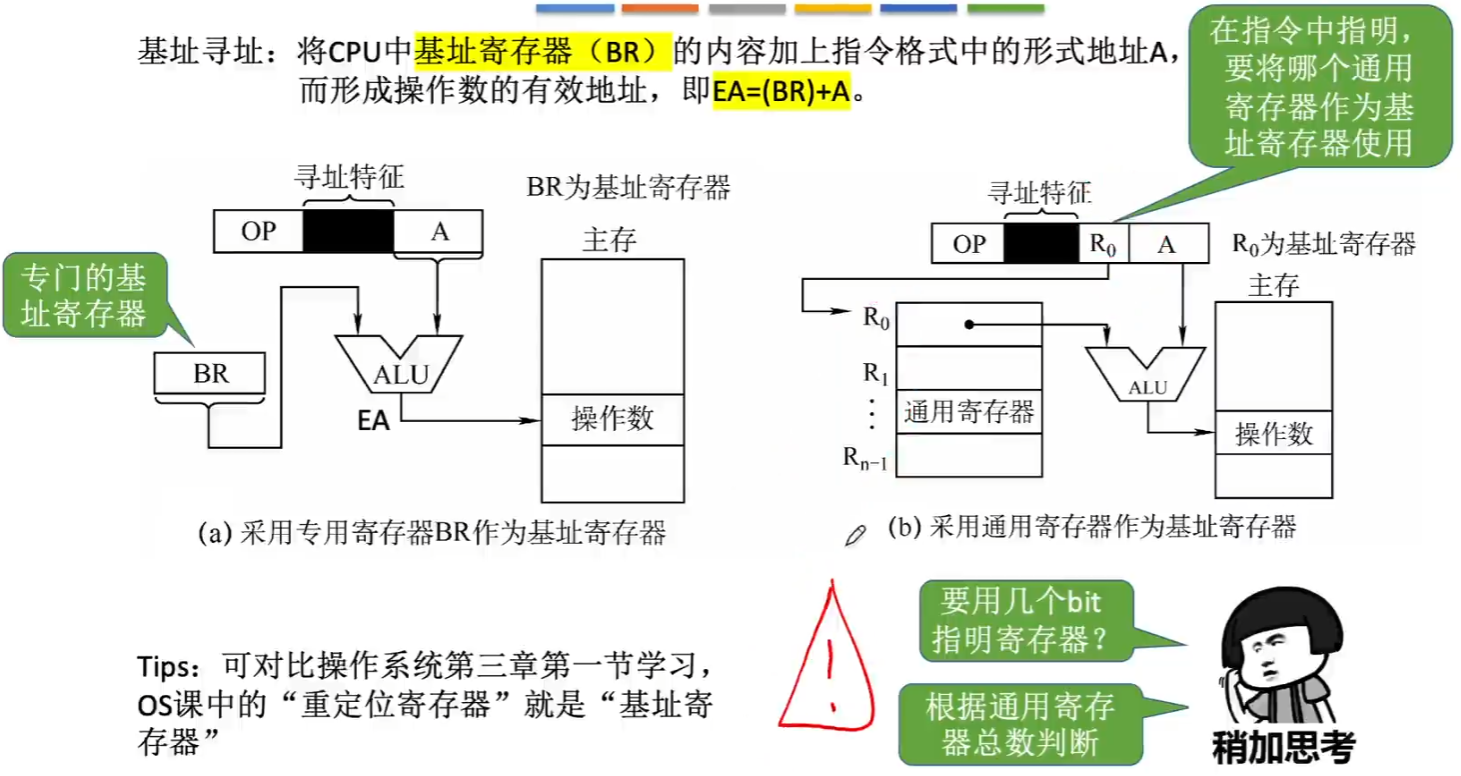 基址寻址：将CPU中基址寄存器（BR）的内容加上指令格式中的形式地址A，
而形成操作数的有效地址，即EA=(BR)+A。
在指令中指明，
要将哪个通用
寄存器作为基
址寄存器使用
寻址特征
BR为基址寄存器
OP
A
主存
专门的基
址寄存器
BR
ALU
EA
操作数
(a) 采用专用寄存器BR作为基址寄存器
寻址特征
OP
R0
A
R0为基址寄存器
主存
R0
R1
⋮
Rn−1
通用寄存器
ALU
操作数
(b) 采用通用寄存器作为基址寄存器
Tips：可对比操作系统第三章第一节学习，
OS课中的“重定位寄存器”就是“基址寄
存器”
!
要用几个bit
指明寄存器？
根据通用寄存
器总数判断
稍加思考